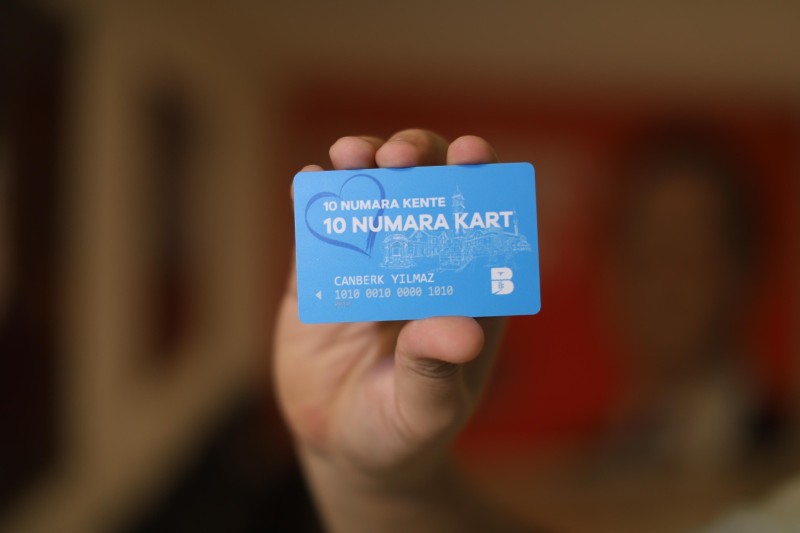 10 NUMARA KENTE
10 NUMARA KART
CANBERK YILMAZ
1010 0010 0000 1010
B